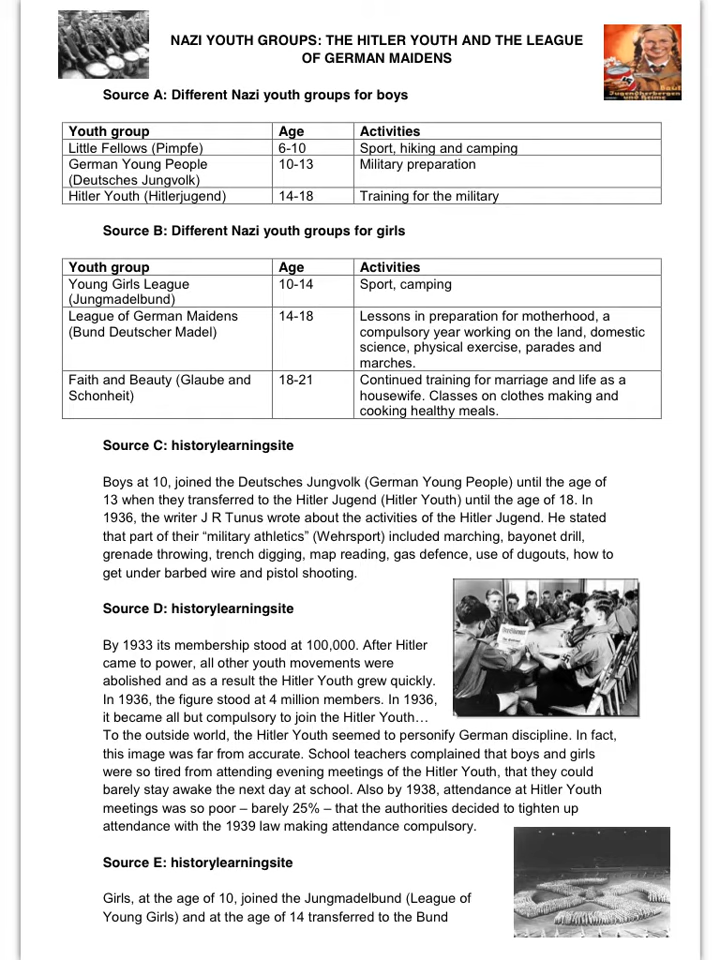 NAZI YOUTH GROUPS: THE HITLER YOUTH AND THE LEAGUE
OF GERMAN MAIDENS
Source A: Different Nazi youth groups for boys
Youth group Age Activities
Little Fellows (Pimpfe) 6-10 Sport, hiking and camping
German Young People 10-13 Military preparation
(Deutsches Jungvolk)
Hitler Youth (Hitlerjugend) 14-18 Training for the military
Source B: Different Nazi youth groups for girls
Youth group Age Activities
Young Girls League 10-14 Sport, camping
(Jungmadelbund)
League of German Maidens 14-18 Lessons in preparation for motherhood, a
(Bund Deutscher Madel) compulsory year working on the land, domestic
science, physical exercise, parades and
marches.
Faith and Beauty (Glaube and 18-21 Continued training for marriage and life as a
Schonheit) housewife. Classes on clothes making and
cooking healthy meals.
Source C: historylearningsite
Boys at 10, joined the Deutsches Jungvolk (German Young People) until the age of
13 when they transferred to the Hitler Jugend (Hitler Youth) until the age of 18. In
1936, the writer J R Tunus wrote about the activities of the Hitler Jugend. He stated
that part of their “military athletics” (Wehrsport) included marching, bayonet drill,
grenade throwing, trench digging, map reading, gas defence, use of dugouts, how to
get under barbed wire and pistol shooting.
Source D: historylearningsite
By 1933 its membership stood at 100,000. After Hitler
came to power, all other youth movements were
abolished and as a result the Hitler Youth grew quickly.
In 1936, the figure stood at 4 million members. In 1936,
it became all but compulsory to join the Hitler Youth…
To the outside world, the Hitler Youth seemed to personify German discipline. In fact,
this image was far from accurate. School teachers complained that boys and girls
were so tired from attending evening meetings of the Hitler Youth, that they could
barely stay awake the next day at school. Also by 1938, attendance at Hitler Youth
meetings was so poor – barely 25% – that the authorities decided to tighten up
attendance with the 1939 law making attendance compulsory.
Source E: historylearningsite
Girls, at the age of 10, joined the Jungmadelbund (League of
Young Girls) and at the age of 14 transferred to the Bund